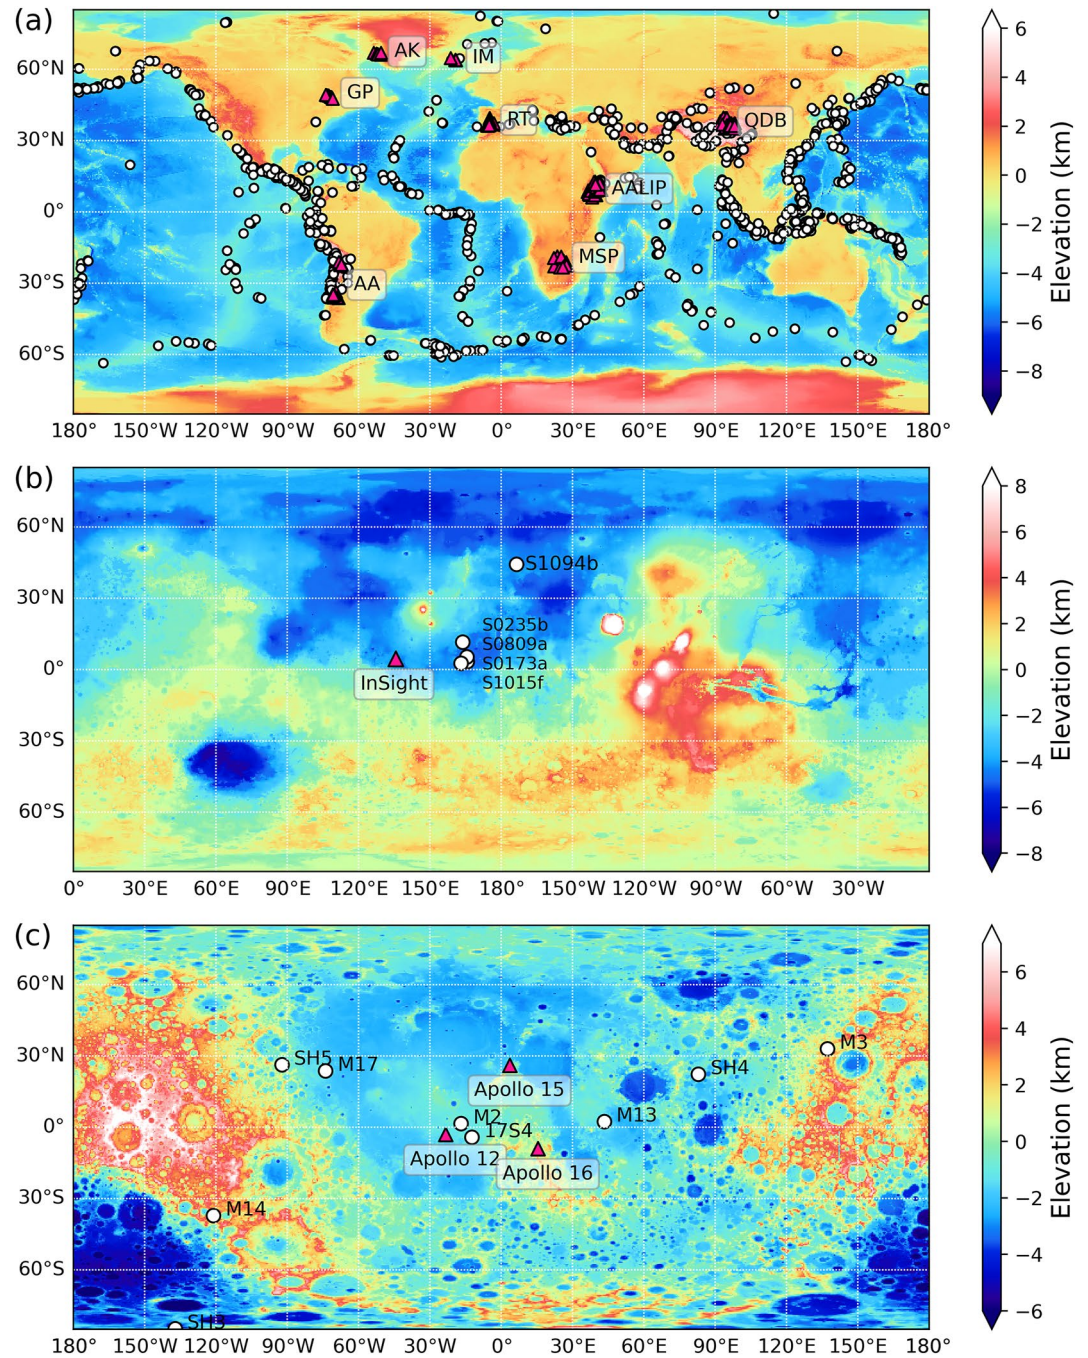 (a)
AK
IM
GP
RT
QDB
AALIP
MSP
AA
60°N
30°N
0°
30°S
60°S
180° 150°W 120°W 90°W 60°W 30°W 0° 30°E 60°E 90°E 120°E 150°E 180°
6
4
2
0
−2
−4
−6
−8
Elevation (km)
(b)
S1094b
S0235b
S0809a
S0173a
S1015f
InSight
60°N
30°N
0°
30°S
60°S
0° 30°E 60°E 90°E 120°E 150°E 180° 150°W 120°W 90°W 60°W 30°W
8
6
4
2
0
−2
−4
−6
−8
Elevation (km)
(c)
SH5 M17
M3
SH4
Apollo 15
M2
M13
17S4
Apollo 12
Apollo 16
M14
SH3
60°N
30°N
0°
30°S
60°S
180° 150°W 120°W 90°W 60°W 30°W 0° 30°E 60°E 90°E 120°E 150°E 180°
6
4
2
0
−2
−4
−6
Elevation (km)